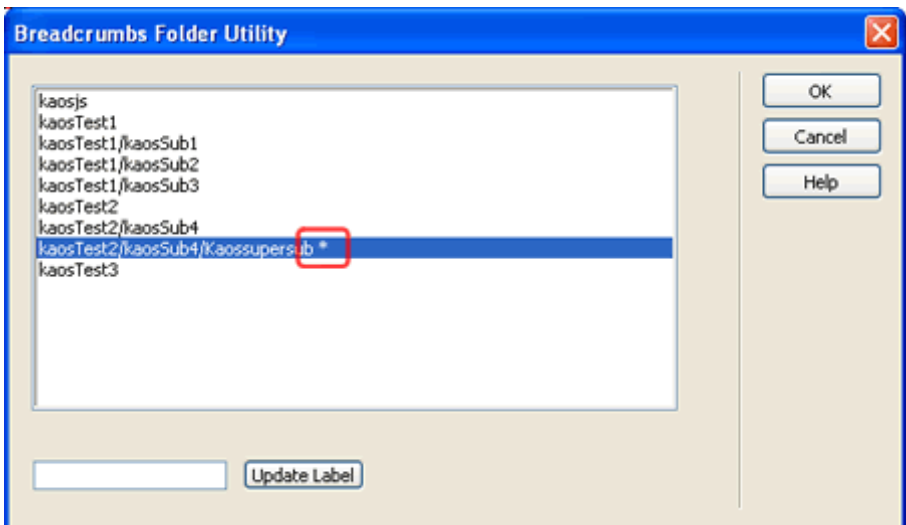 Breadcrumbs Folder Utility
kaosjs
kaosTest1
kaosTest1/kaosSub1
kaosTest1/kaosSub2
kaosTest1/kaosSub3
kaosTest2
kaosTest2/kaosSub4
kaosTest2/kaosSub4/Kaossupersub *
kaosTest3
OK
Cancel
Help
Update Label